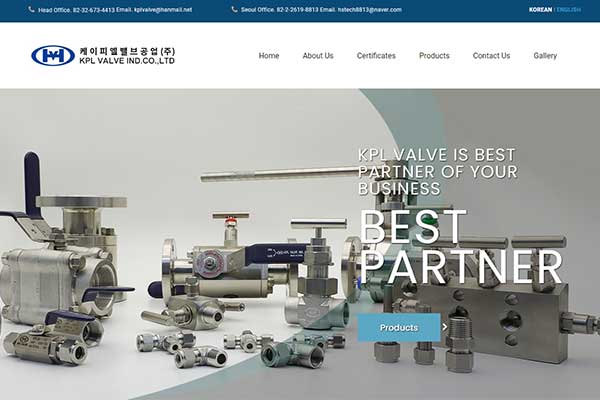 Head Office. 82-32-673-4413 Email. kplvalve@hanmail.net
Seoul Office. 82-2-2619-8813 Email. hstech8813@naver.com
KOREAN | ENGLISH
케이피엘밸브공업(주)
KPL VALVE IND.CO.,LTD
Home
About Us
Certificates
Products
Contact Us
Gallery
KPL VALVE IS BEST
PARTNER OF YOUR
BUSINESS
BEST
PARTNER
Products